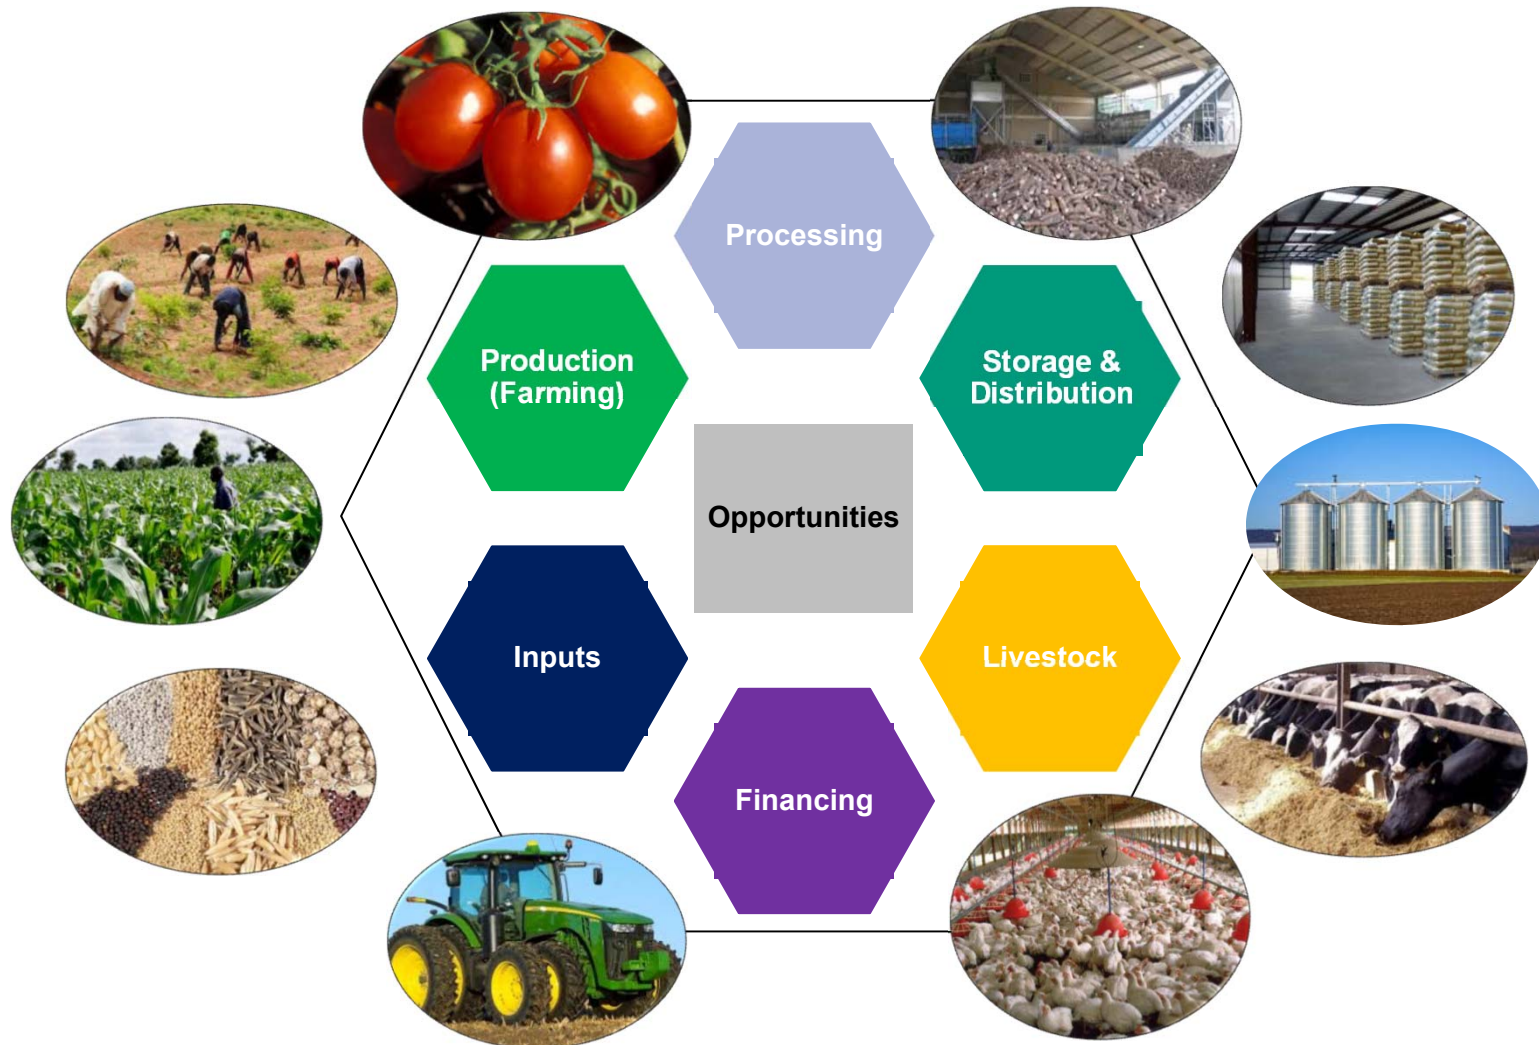 Processing
Production
(Farming)
Storage &
Distribution
Opportunities
Inputs
Livestock
Financing